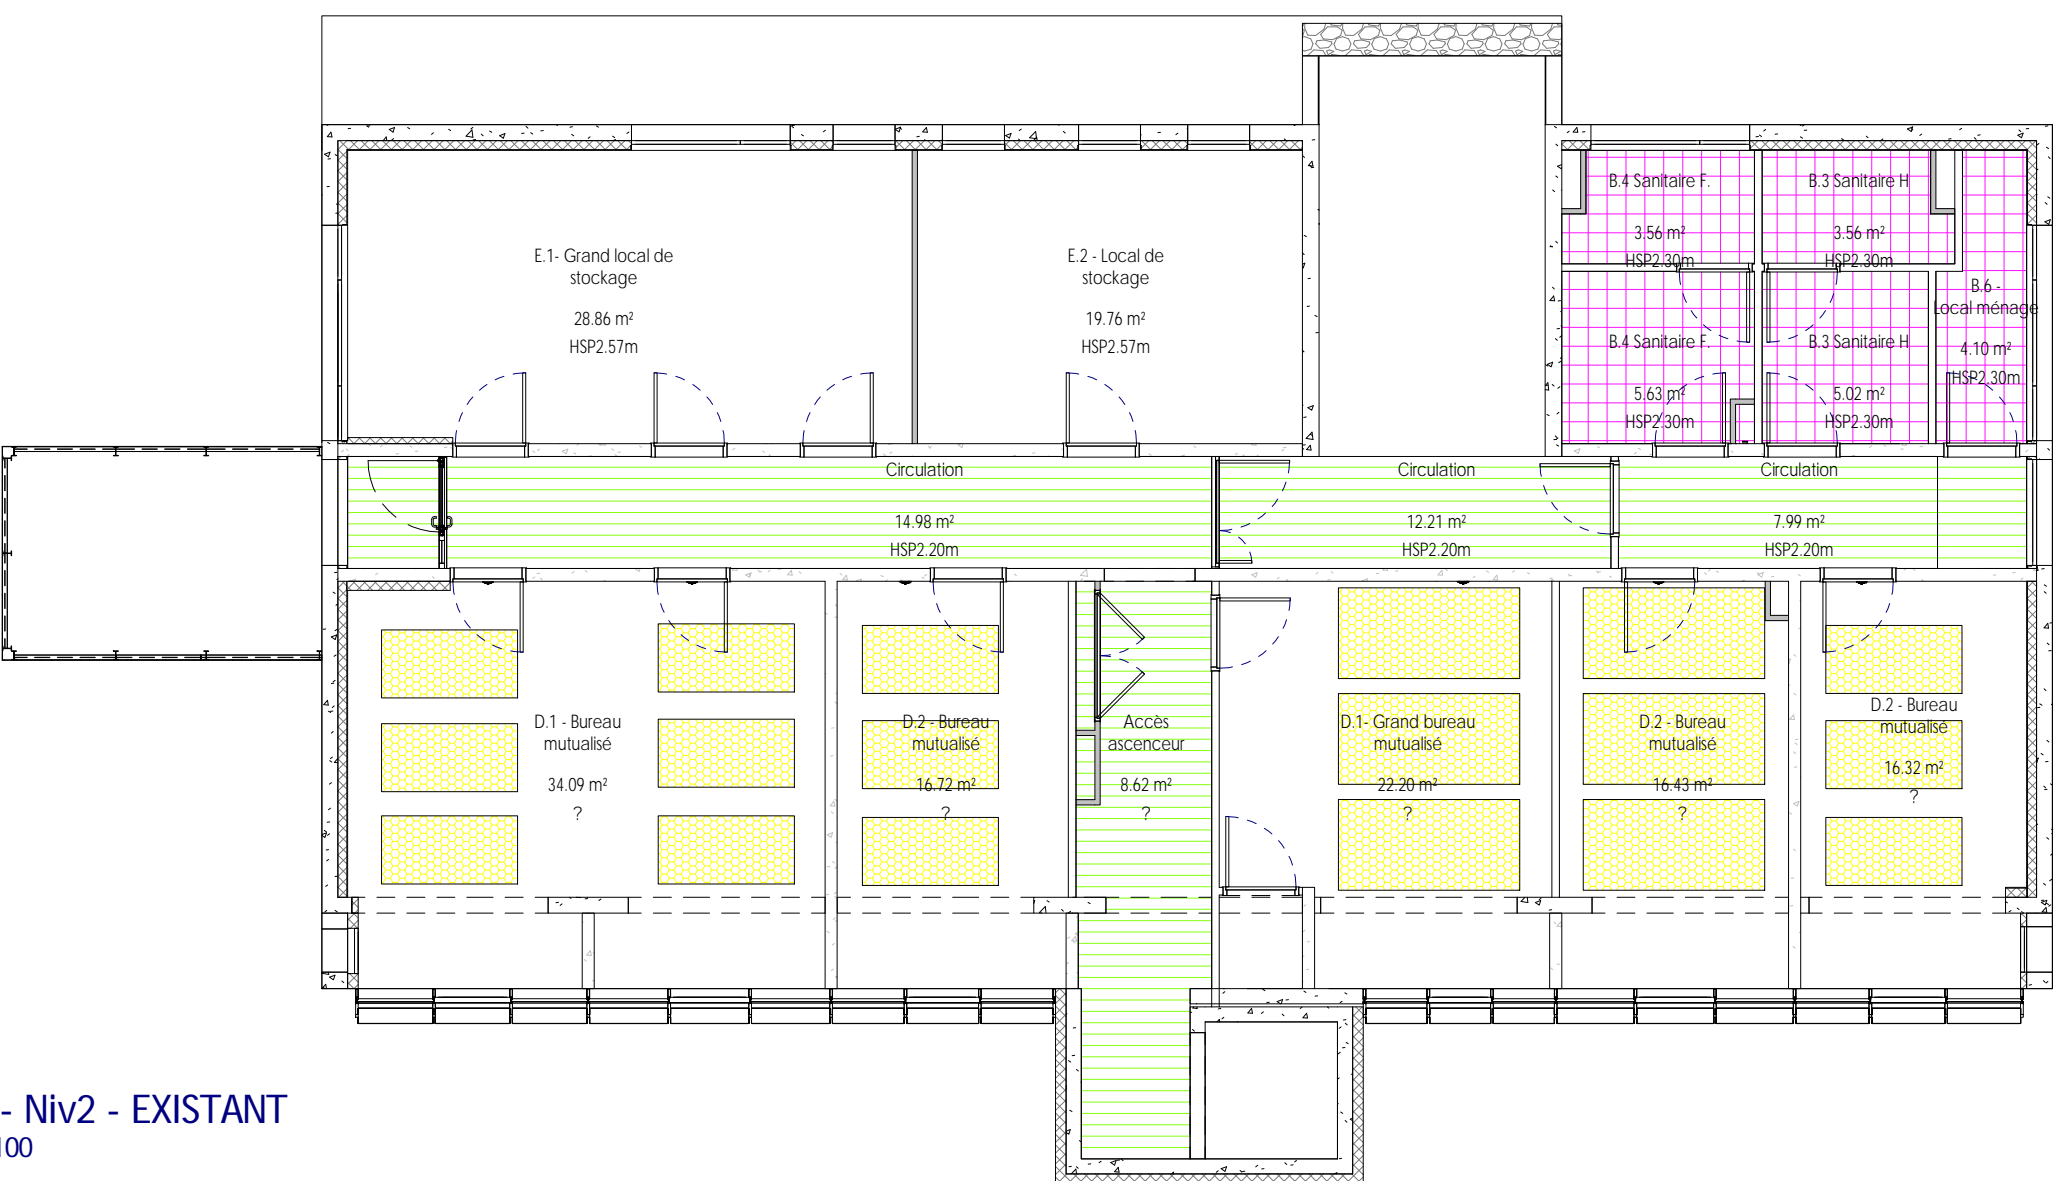 E.1- Grand local de
stockage
28.86 m²
HSP2.57m
E.2 - Local de
stockage
19.76 m²
HSP2.57m
B.4 Sanitaire F.
3.56 m²
HSP2.30m
B.3 Sanitaire H
3.56 m²
HSP2.30m
B.6 -
Local ménage
4.10 m²
HSP2.30m
B.4 Sanitaire F.
5.63 m²
HSP2.30m
B.3 Sanitaire H
5.02 m²
HSP2.30m
Circulation
14.98 m²
HSP2.20m
Circulation
12.21 m²
HSP2.20m
Circulation
7.99 m²
HSP2.20m
D.1 - Bureau
mutualisé
34.09 m²
?
D.2 - Bureau
mutualisé
16.72 m²
?
Accès
ascenceur
8.62 m²
?
D.1- Grand bureau
mutualisé
22.20 m²
?
D.2 - Bureau
mutualisé
16.43 m²
?
D.2 - Bureau
mutualisé
16.32 m²
?
- Niv2 - EXISTANT
100